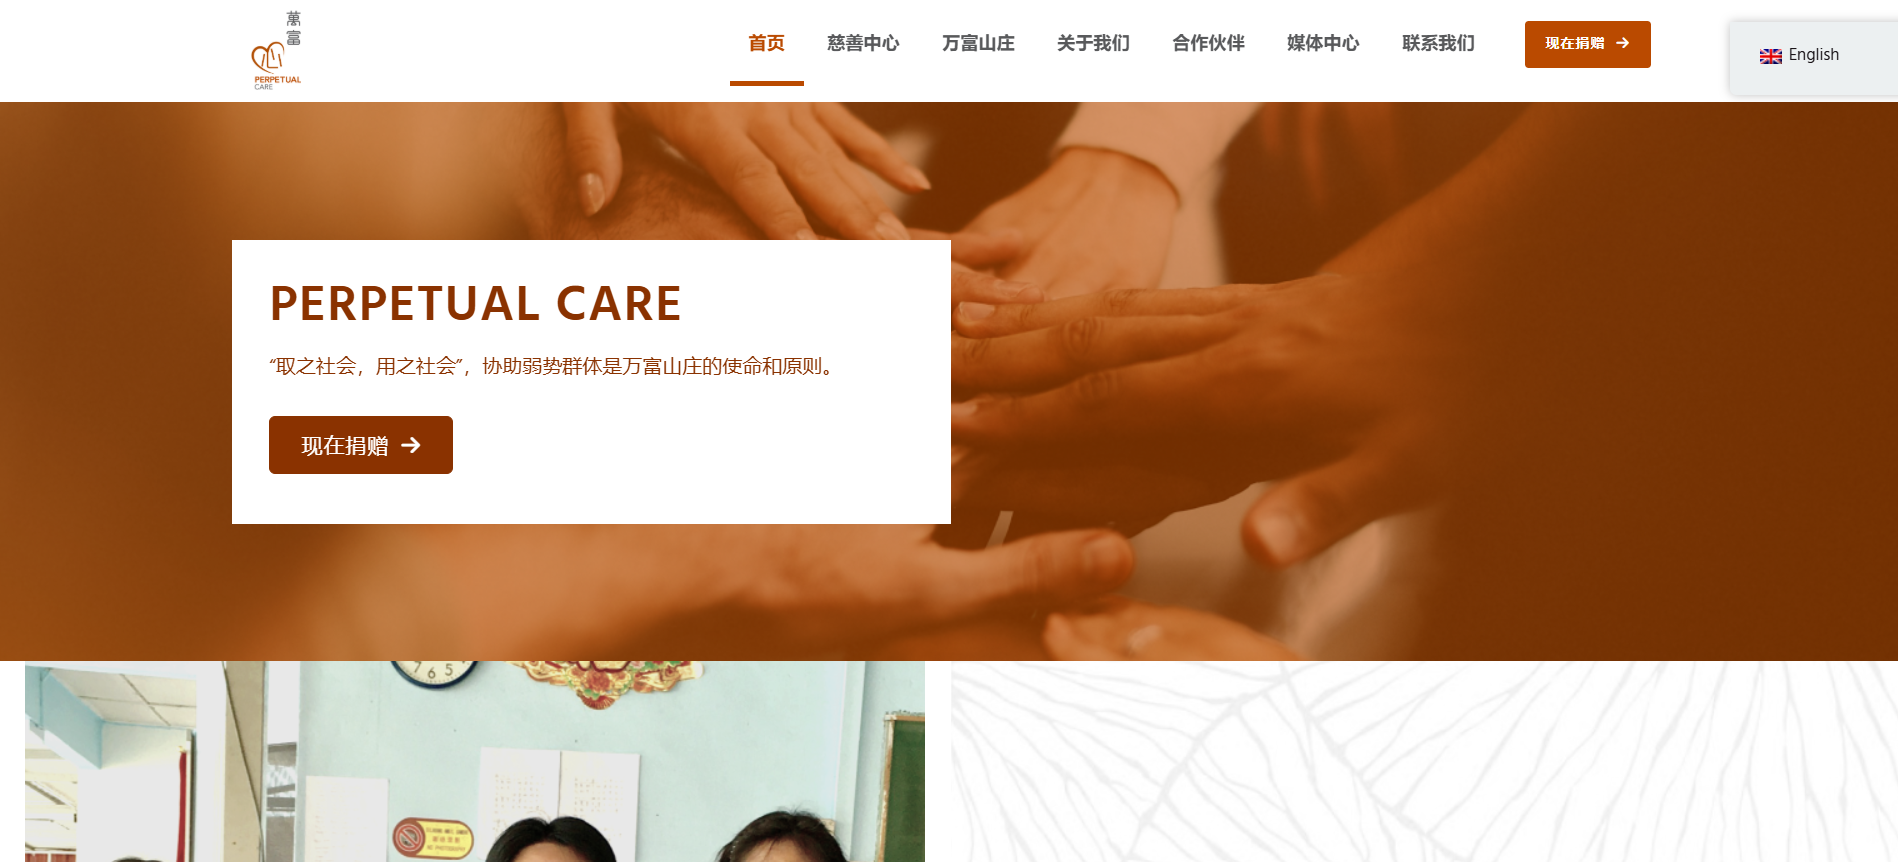 萬
富
PERPETUAL
CARE
首页
慈善中心
万富山庄
关于我们
合作伙伴
媒体中心
联系我们
现在捐赠
English
PERPETUAL CARE
“取之社会，用之社会”，协助弱势群体是万富山庄的使命和原则。
现在捐赠
7 6 5